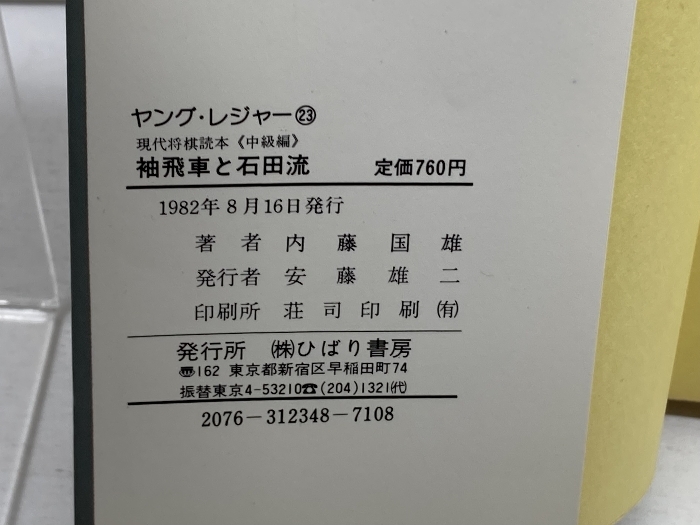 ヤング・レジャー㉓
現代将棋読本《中級編》
袖飛車と石田流 定価760円
1982年8月16日発行
著者 内藤国雄
発行者 安藤雄二
印刷所 荘司印刷㈲
発行所 ㈱ひばり書房
〠162 東京都新宿区早稲田町74
振替東京4-53210☎(204)1321㈹
2076-312348-7108